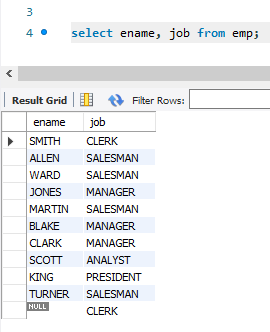 3
4 select ename, job from emp;
Result Grid Filter Rows:
ename job
SMITH CLERK
ALLEN SALESMAN
WARD SALESMAN
JONES MANAGER
MARTIN SALESMAN
BLAKE MANAGER
CLARK MANAGER
SCOTT ANALYST
KING PRESIDENT
TURNER SALESMAN
NULL CLERK